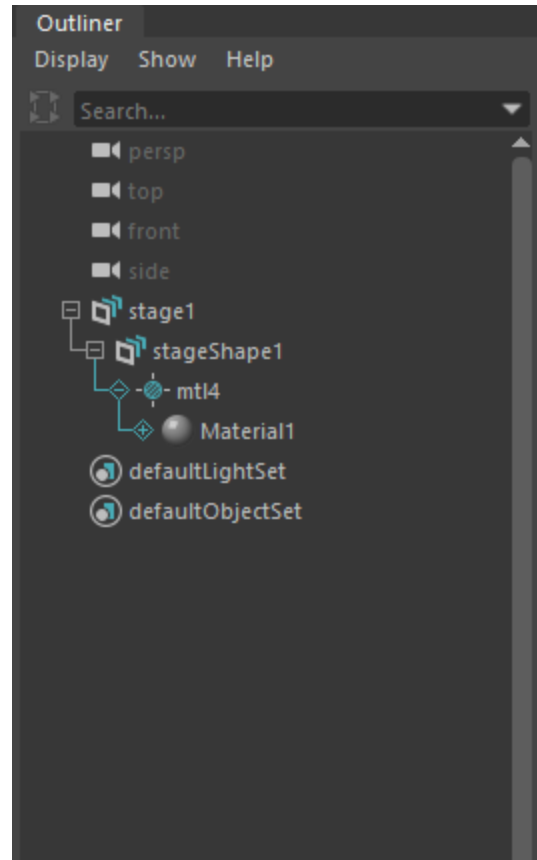 Outliner
Display Show Help
Search...
persp
top
front
side
stage1
stageShape1
mtl4
Material1
defaultLightSet
defaultObjectSet